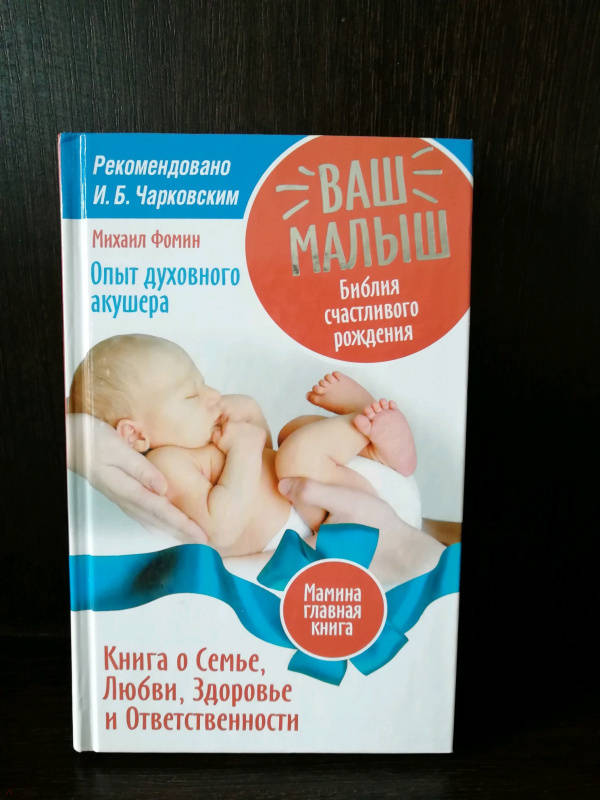 Рекомендовано
И. Б. Чарковским
Михаил Фомин
Опыт духовного
акушера
ВАШ
МАЛЫШ
Библия
счастливого
рождения
Мамина
главная
книга
Книга о Семье,
Любви, Здоровье
и Ответственности